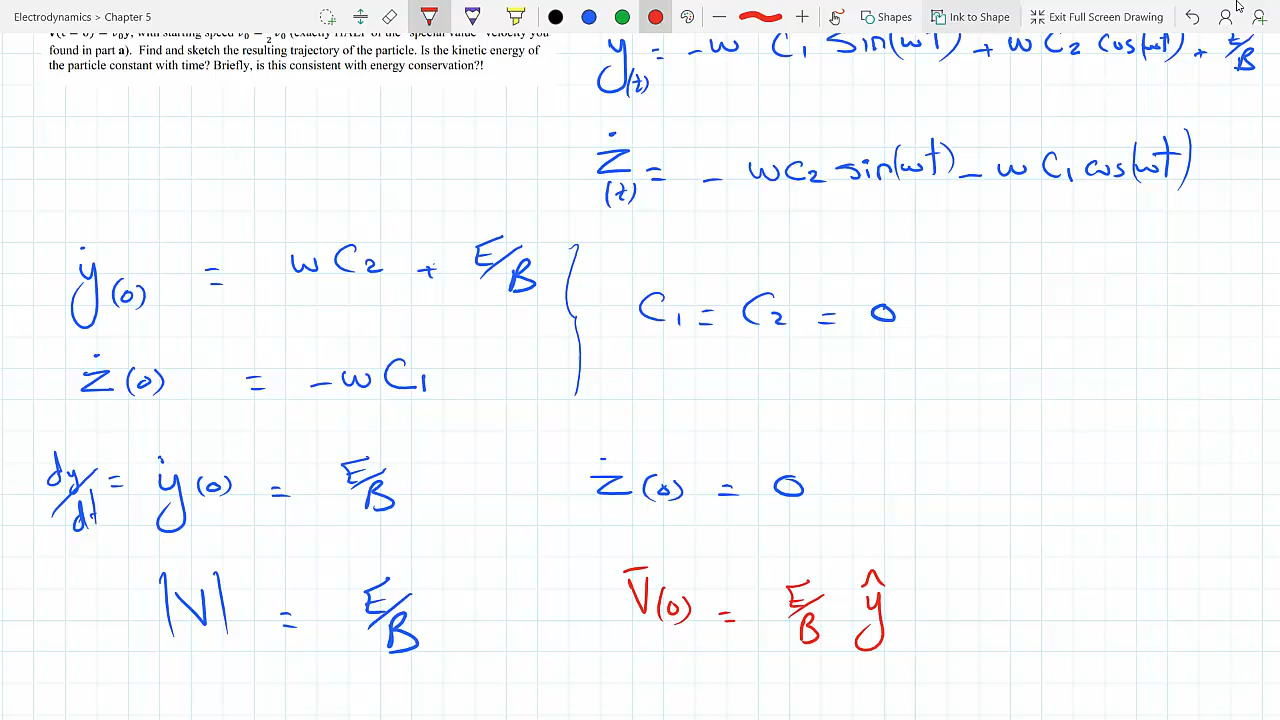 Electrodynamics > Chapter 5
Shapes
Ink to Shape
Exit Full Screen Drawing
found in part a). Find and sketch the resulting trajectory of the particle. Is the kinetic energy of
the particle constant with time? Briefly, is this consistent with energy conservation?!
ẏ(t) = -ω C₁ sin(ωt) + ω C₂ cos(ωt) + E/B
ż(t) = - ωC₂ sin(ωt) - ω C₁ cos(ωt)
ẏ(0) = ω C₂ + E/B
C₁ = C₂ = 0
ż(0) = -ω C₁
dy/dt = ẏ(0) = E/B
ż(0) = 0
|V| = E/B
V̄(0) = E/B ŷ